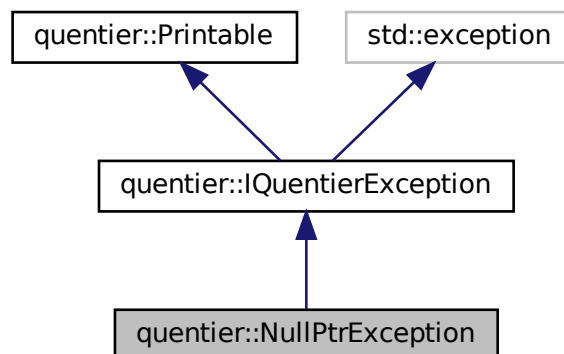 quentier::Printable
std::exception
quentier::IQuentierException
quentier::NullPtrException